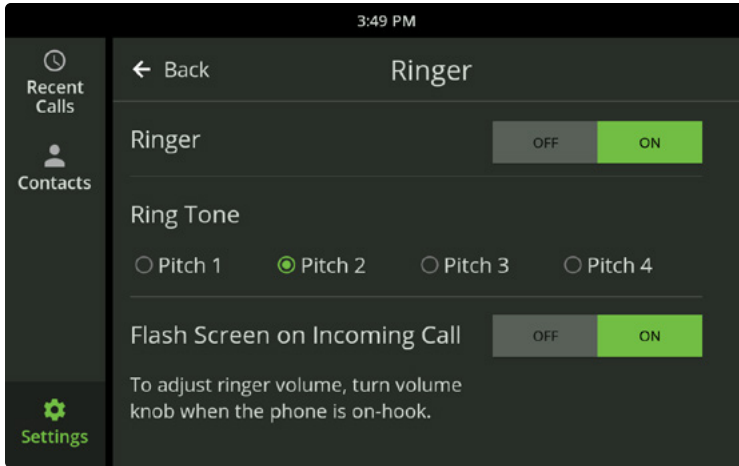 3:49 PM
Recent
Calls
Contacts
Settings
Back
Ringer
Ringer
OFF
ON
Ring Tone
Pitch 1
Pitch 2
Pitch 3
Pitch 4
Flash Screen on Incoming Call
OFF
ON
To adjust ringer volume, turn volume
knob when the phone is on-hook.